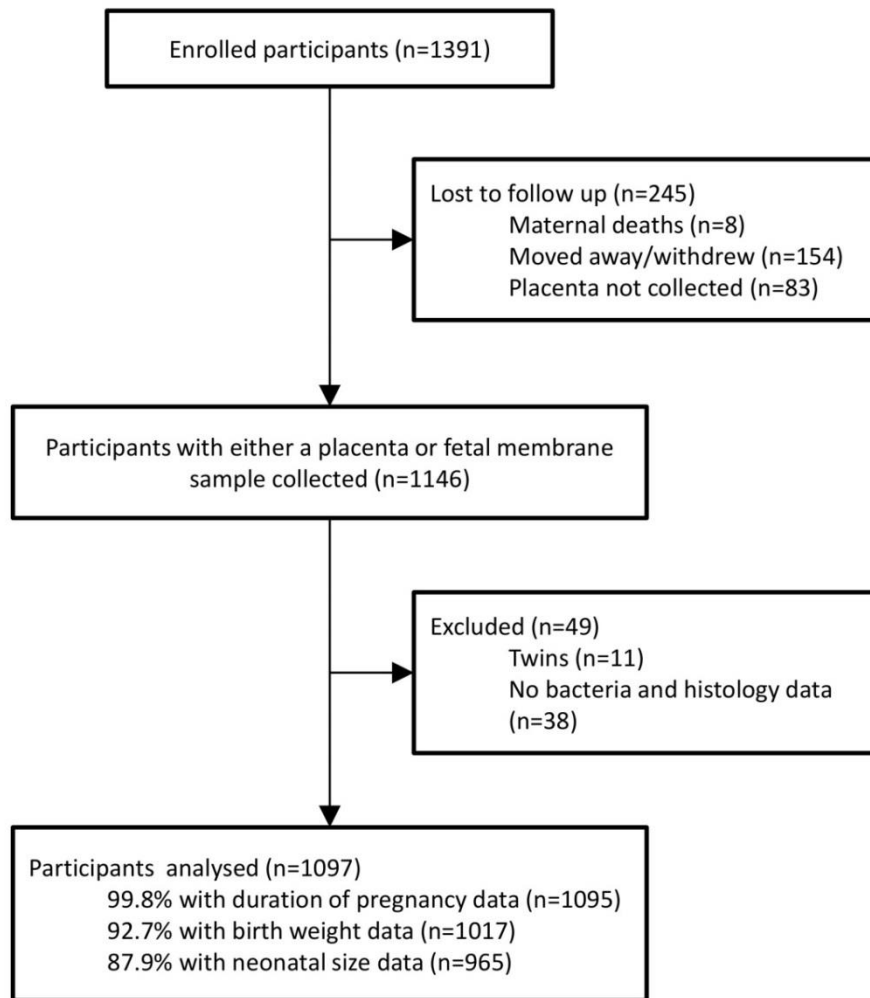 Enrolled participants (n=1391)
Lost to follow up (n=245)
Maternal deaths (n=8)
Moved away/withdrew (n=154)
Placenta not collected (n=83)
Participants with either a placenta or fetal membrane
sample collected (n=1146)
Excluded (n=49)
Twins (n=11)
No bacteria and histology data
(n=38)
Participants analysed (n=1097)
99.8% with duration of pregnancy data (n=1095)
92.7% with birth weight data (n=1017)
87.9% with neonatal size data (n=965)